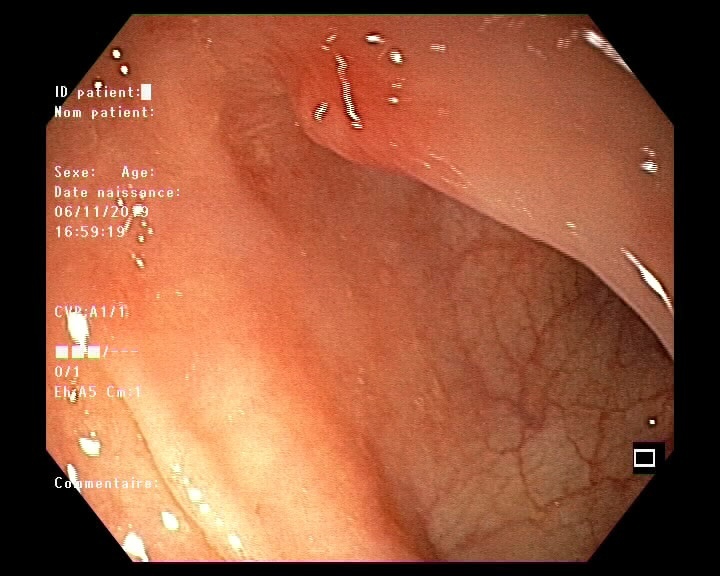 ID patient:
Nom patient:
Sexe: Age:
Date naissance:
06/11/2019
16:59:19
CVP:A1/1
/---
0/1
Eh:A5 Cm:1
Commentaire: